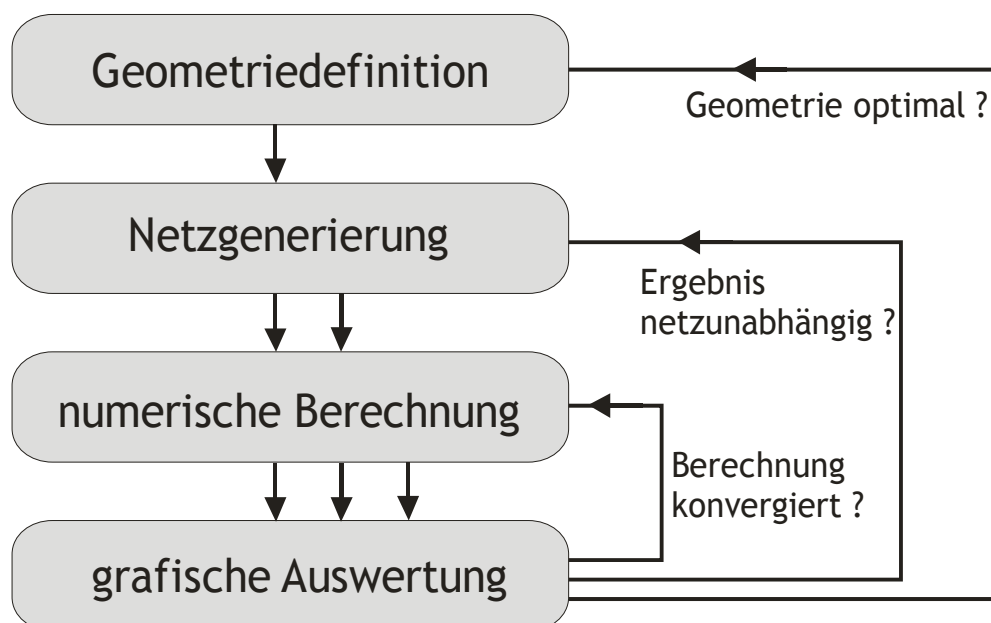 Geometriedefinition
Geometrie optimal ?
Netzgenerierung
Ergebnis
netzunabhängig ?
numerische Berechnung
Berechnung
konvergiert ?
grafische Auswertung